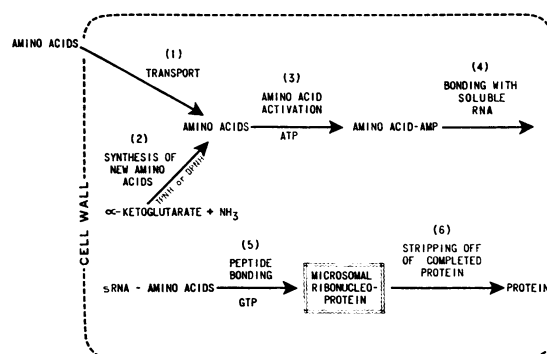 AMINO ACIDS
(1)
TRANSPORT
(2)
SYNTHESIS OF
NEW AMINO
ACIDS
TPNH or DPNH
∝-KETOGLUTARATE + NH₃
AMINO ACIDS
(3)
AMINO ACID
ACTIVATION
ATP
AMINO ACID-AMP
(4)
BONDING WITH
SOLUBLE
RNA
CELL WALL
sRNA - AMINO ACIDS
(5)
PEPTIDE
BONDING
GTP
MICROSOMAL
RIBONUCLEO-
PROTEIN
(6)
STRIPPING OFF
OF COMPLETED
PROTEIN
PROTEIN